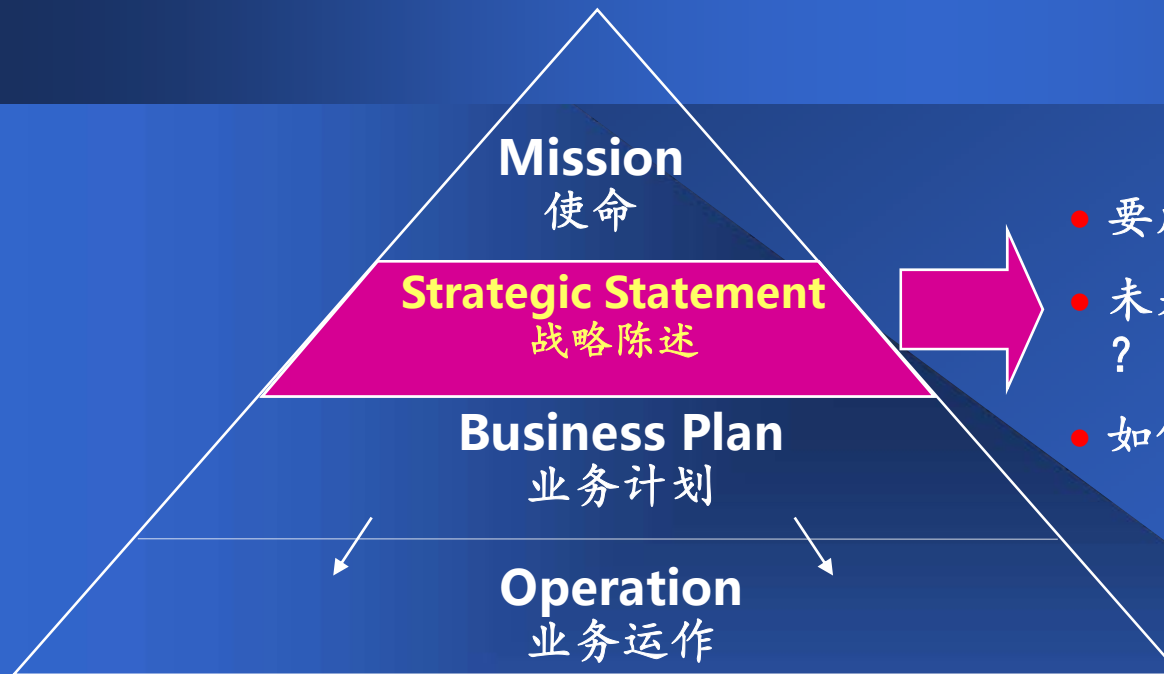 Mission
使命
Strategic Statement
战略陈述
Business Plan
业务计划
Operation
业务运作
• 要
• 未
？
• 如